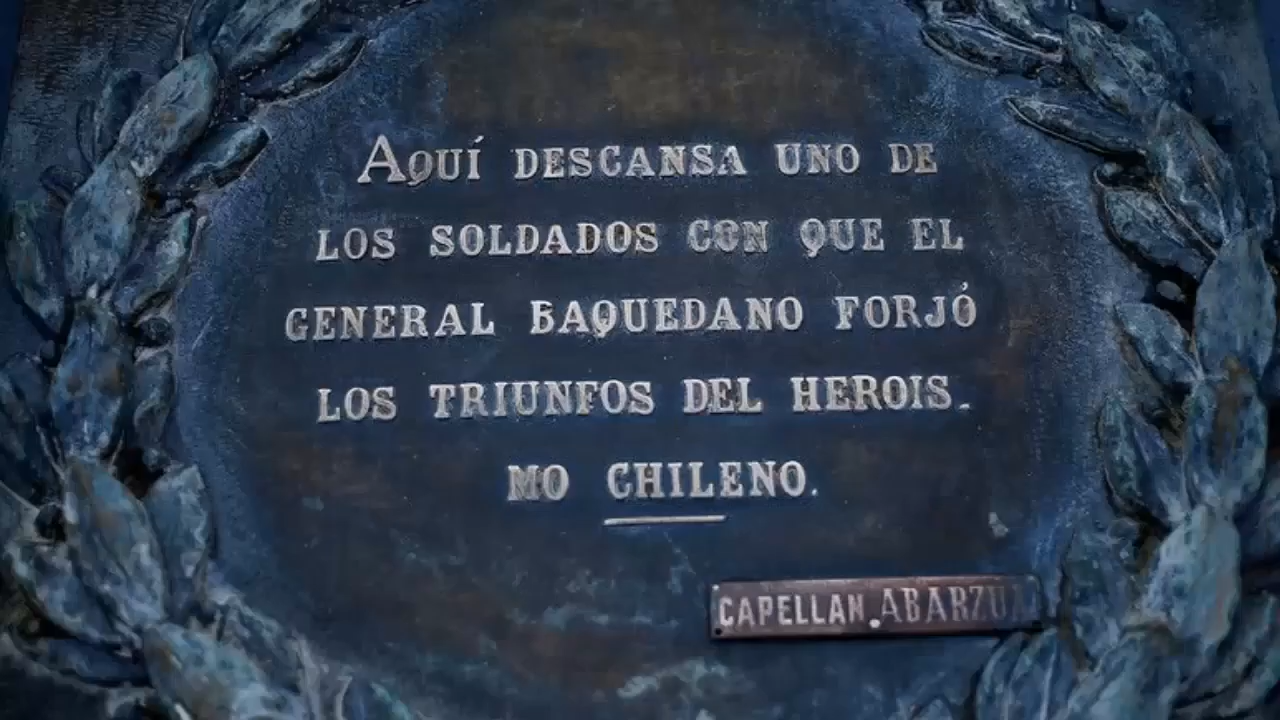 AQUÍ DESCANSA UNO DE
LOS SOLDADOS CON QUE EL
GENERAL BAQUEDANO FORJÓ
LOS TRIUNFOS DEL HEROIS-
MO CHILENO.
CAPELLAN. ABARZUA